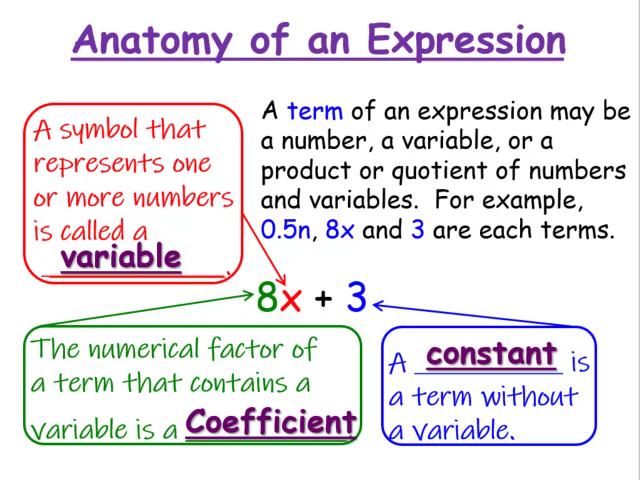 Anatomy of an Expression
A symbol that
represents one
or more numbers
is called a
variable.
A term of an expression may be
a number, a variable, or a
product or quotient of numbers
and variables. For example,
0.5n, 8x and 3 are each terms.
8x + 3
The numerical factor of
a term that contains a
variable is a Coefficient
A constant is
a term without
a variable.